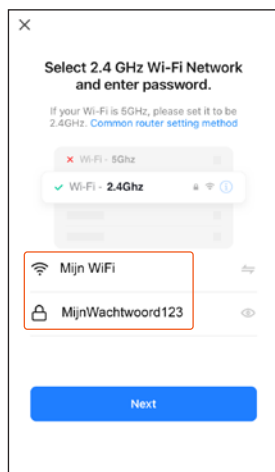 Select 2.4 GHz Wi-Fi Network
and enter password.
If your Wi-Fi is 5GHz, please set it to be
2.4GHz. Common router setting method
Wi-Fi - 5Ghz
Wi-Fi - 2.4Ghz
Mijn WiFi
MijnWachtwoord123
Next